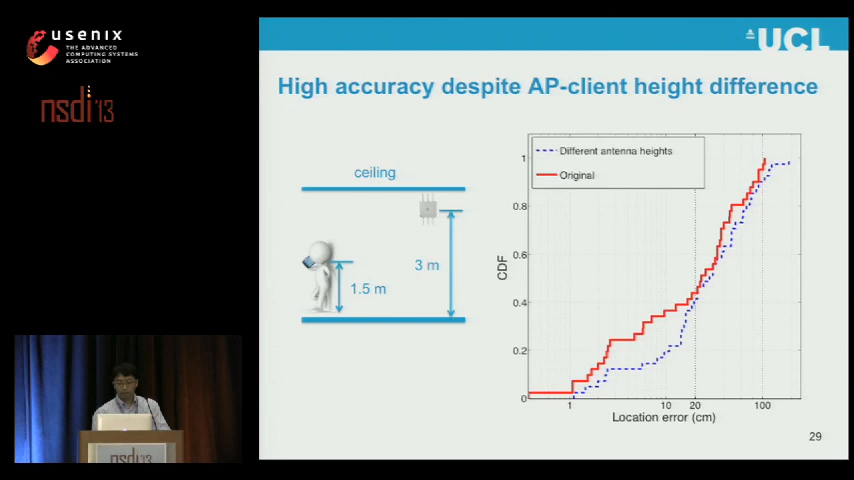 usenix
THE ADVANCED
COMPUTING SYSTEMS
ASSOCIATION
nsdi '13
UCL
High accuracy despite AP-client height difference
ceiling
3 m
1.5 m
Different antenna heights
Original
1
0.8
0.6
0.4
0.2
0
CDF
1
10
20
100
Location error (cm)
29
nsdi'13